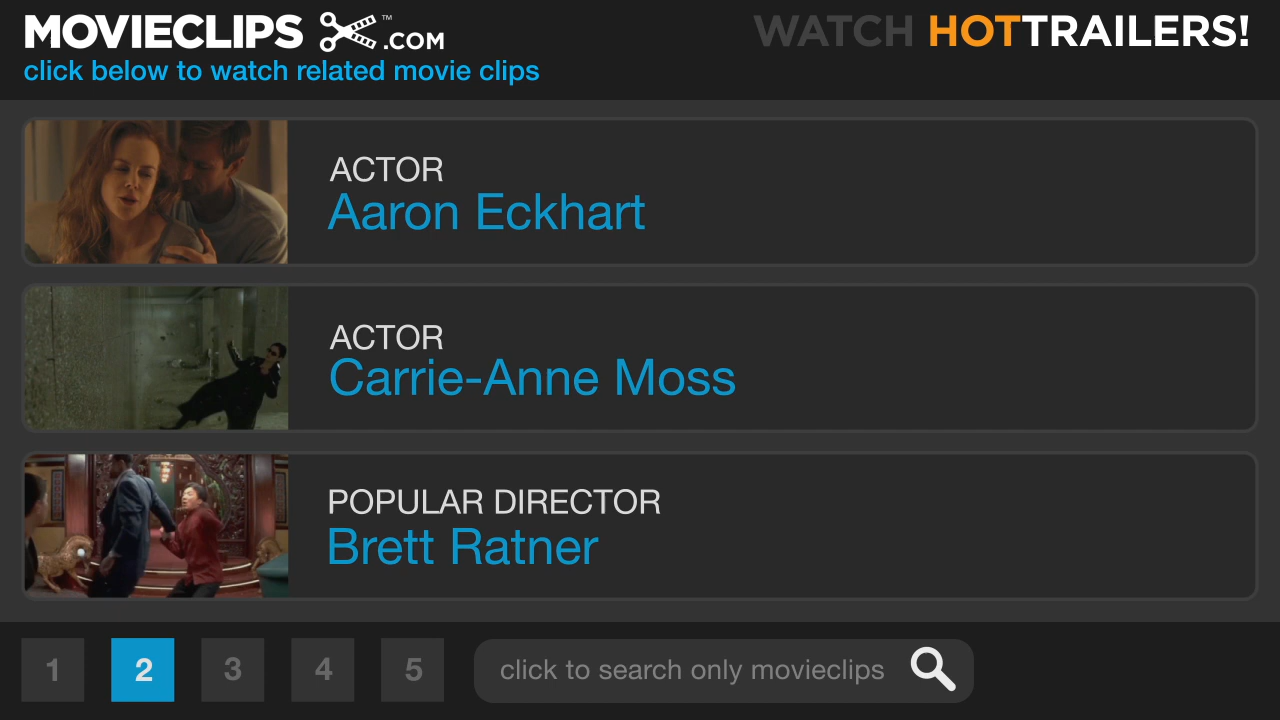 MOVIECLIPS ™.COM
WATCH HOTTRAILERS!
click below to watch related movie clips
ACTOR
Aaron Eckhart
ACTOR
Carrie-Anne Moss
POPULAR DIRECTOR
Brett Ratner
1 2 3 4 5 click to search only movieclips